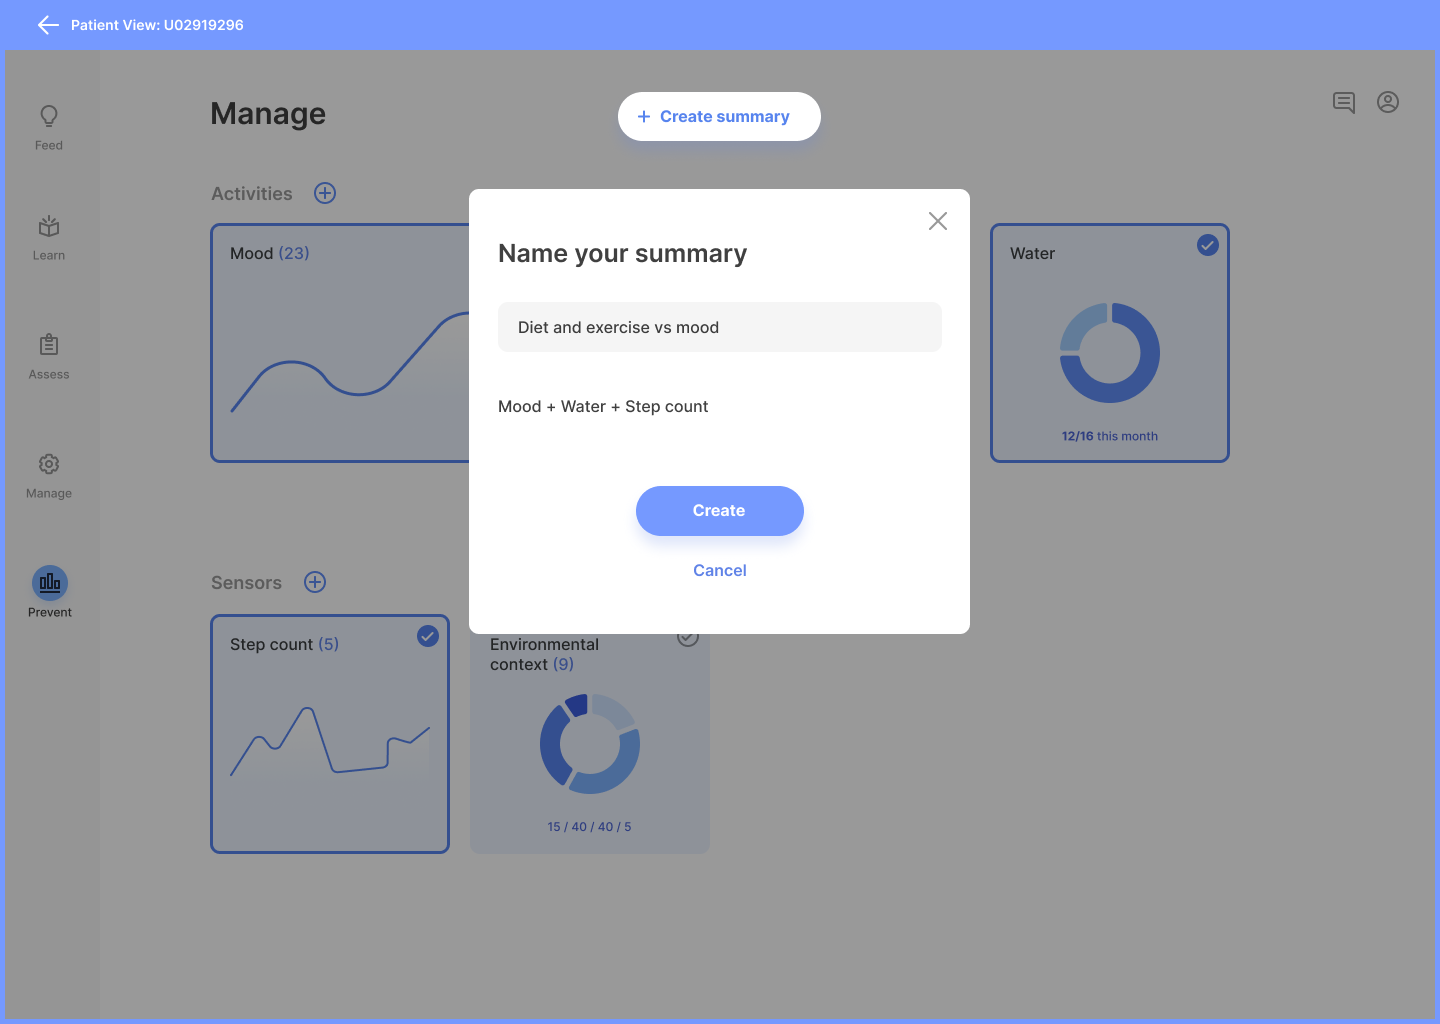 Patient View: U02919296
Feed
Learn
Assess
Manage
Prevent
Manage
+ Create summary
Activities
Mood (23)
Water
12/16 this month
Name your summary
Diet and exercise vs mood
Mood + Water + Step count
Create
Cancel
Sensors
Step count (5)
Environmental
context (9)
15 / 40 / 40 / 5